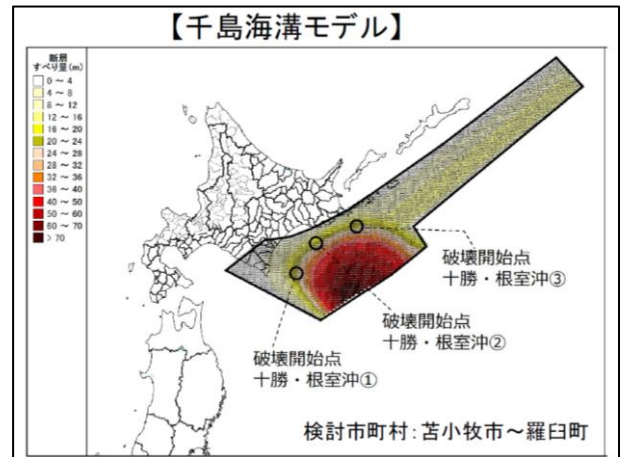 【千島海溝モデル】
断層
すべり量(m)
0 ～ 4
4 ～ 8
8 ～ 12
12 ～ 16
16 ～ 20
20 ～ 24
24 ～ 28
28 ～ 32
32 ～ 36
36 ～ 40
40 ～ 50
50 ～ 60
60 ～ 70
> 70
破壊開始点
十勝・根室沖③
破壊開始点
十勝・根室沖②
破壊開始点
十勝・根室沖①
検討市町村：苫小牧市～羅臼町